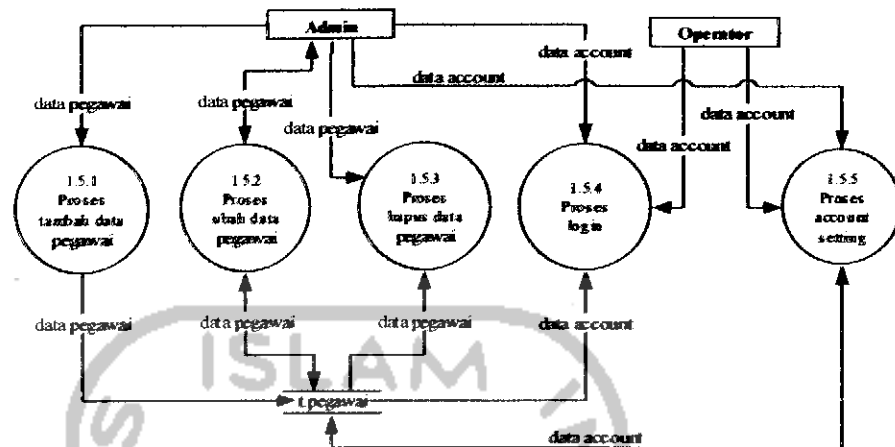 Admin
Operator
data account
data account
data pegawai
data pegawai
data pegawai
data account
data account
1.5.1
Proses
tambah data
pegawai
1.5.2
Proses
ubah data
pegawai
1.5.3
Proses
hapus data
pegawai
1.5.4
Proses
login
1.5.5
Proses
account
setting
data pegawai
data pegawai
data pegawai
data account
ISLAM
t.pegawai
data account